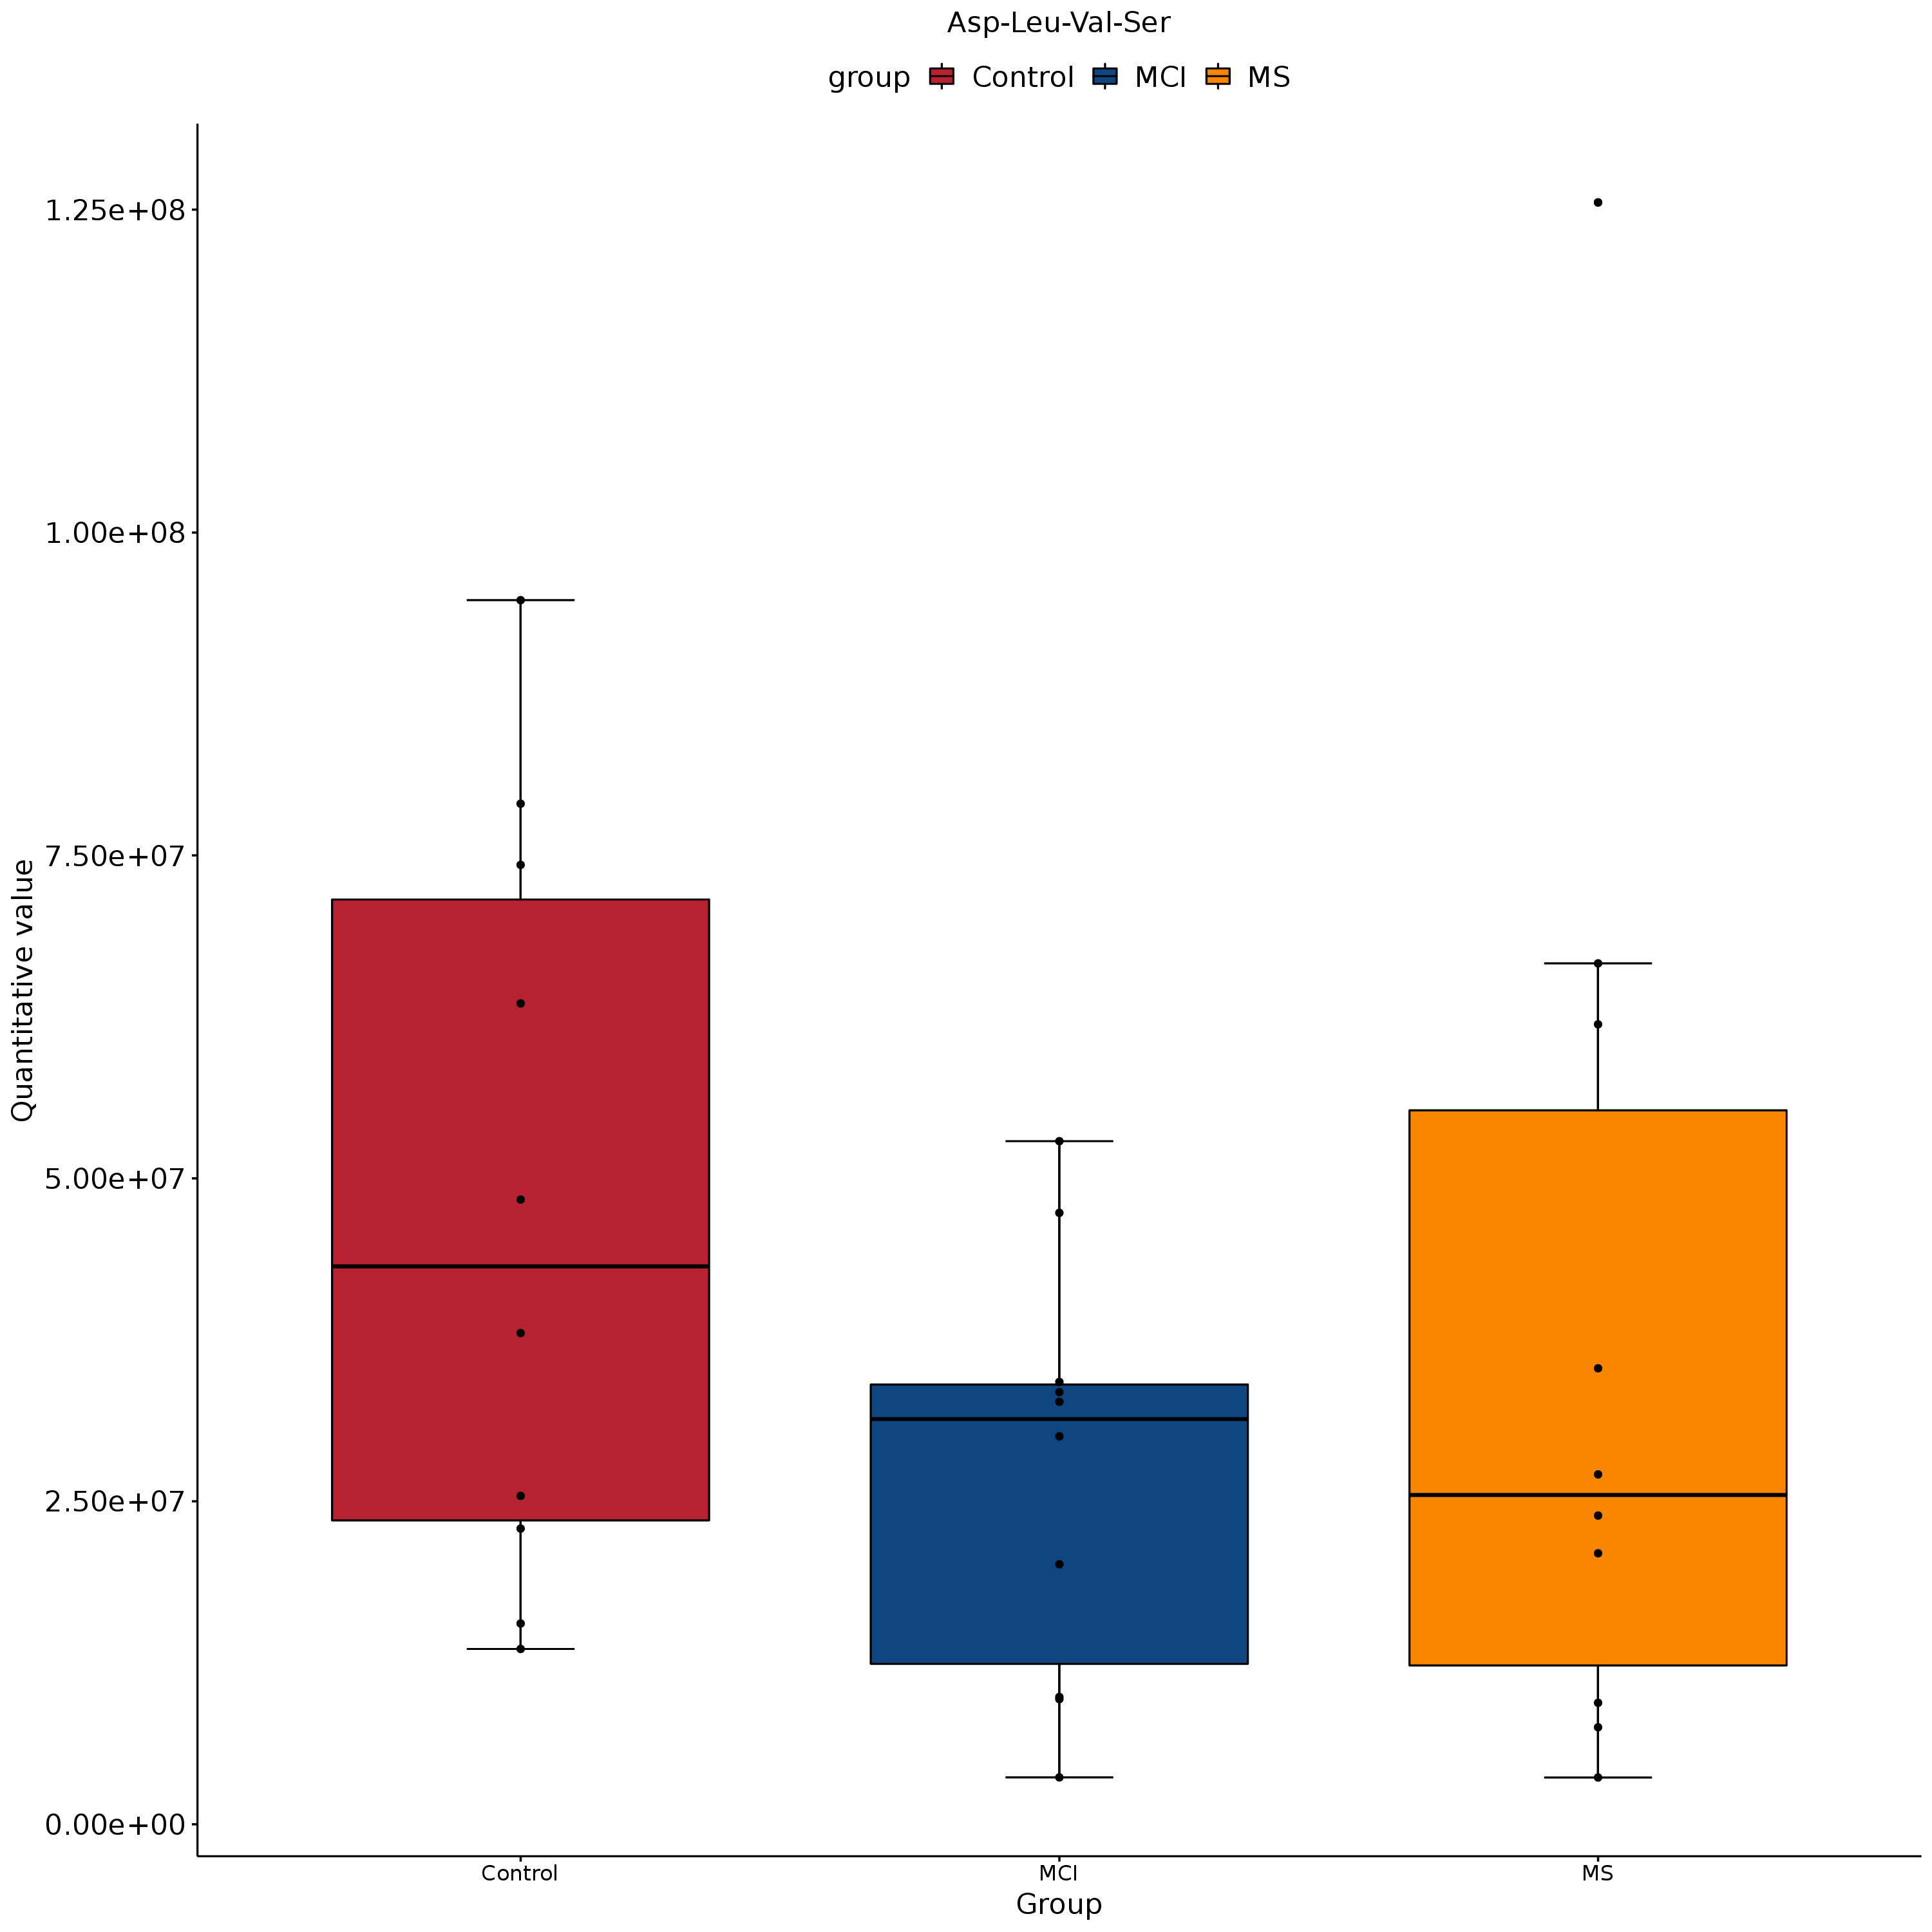 Asp-Leu-Val-Ser
group Control MCI MS
1.25e+08
1.00e+08
7.50e+07
5.00e+07
2.50e+07
0.00e+00
Quantitative value
Control MCI MS
Group